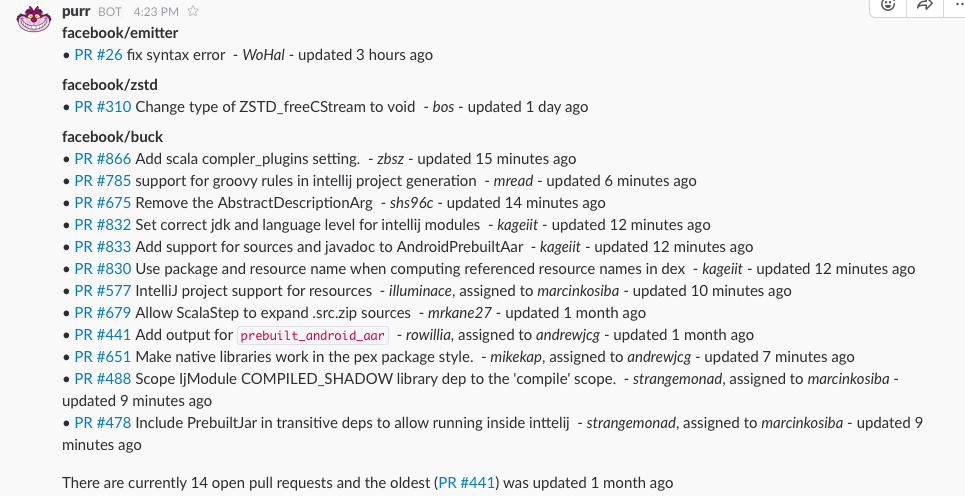 purr BOT 4:23 PM
facebook/emitter
• PR #26 fix syntax error - WoHal - updated 3 hours ago
facebook/zstd
• PR #310 Change type of ZSTD_freeCStream to void - bos - updated 1 day ago
facebook/buck
• PR #866 Add scala compler_plugins setting. - zbsz - updated 15 minutes ago
• PR #785 support for groovy rules in intellij project generation - mread - updated 6 minutes ago
• PR #675 Remove the AbstractDescriptionArg - shs96c - updated 14 minutes ago
• PR #832 Set correct jdk and language level for intellij modules - kageiit - updated 12 minutes ago
• PR #833 Add support for sources and javadoc to AndroidPrebuiltAar - kageiit - updated 12 minutes ago
• PR #830 Use package and resource name when computing referenced resource names in dex - kageiit - updated 12 minutes ago
• PR #577 IntelliJ project support for resources - illuminace, assigned to marcinkosiba - updated 10 minutes ago
• PR #679 Allow ScalaStep to expand .src.zip sources - mrkane27 - updated 1 month ago
• PR #441 Add output for prebuilt_android_aar - rowillia, assigned to andrewjcg - updated 1 month ago
• PR #651 Make native libraries work in the pex package style. - mikekap, assigned to andrewjcg - updated 7 minutes ago
• PR #488 Scope IjModule COMPILED_SHADOW library dep to the 'compile' scope. - strangemonad, assigned to marcinkosiba -
updated 9 minutes ago
• PR #478 Include PrebuiltJar in transitive deps to allow running inside inttelij - strangemonad, assigned to marcinkosiba - updated 9
minutes ago
There are currently 14 open pull requests and the oldest (PR #441) was updated 1 month ago